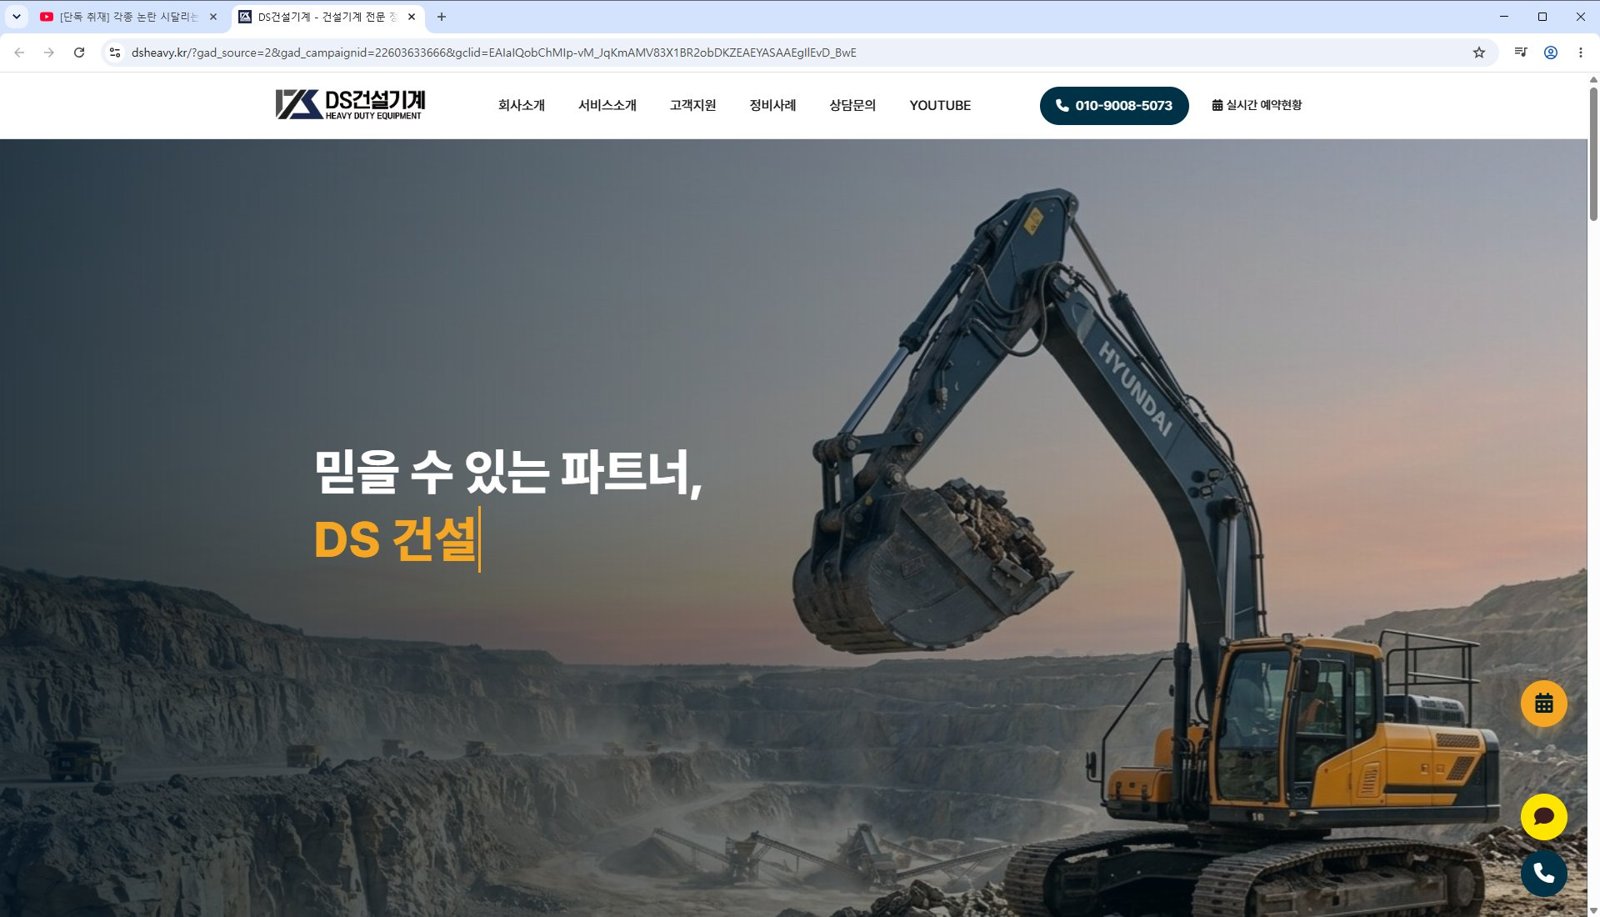 [단독 취재] 각종 논란 시달리는
DS건설기계 - 건설기계 전문 정
dsheavy.kr/?gad_source=2&gad_campaignid=22603633666&gclid=EAIaIQobChMIp-vM_JqKmAMV83X1BR2obDKZEAEYASAAEgIlEvD_BwE
DS건설기계
HEAVY DUTY EQUIPMENT
회사소개 서비스소개 고객지원 정비사례 상담문의 YOUTUBE 010-9008-5073 실시간 예약현황
HYUNDAI
믿을 수 있는 파트너,
DS 건설